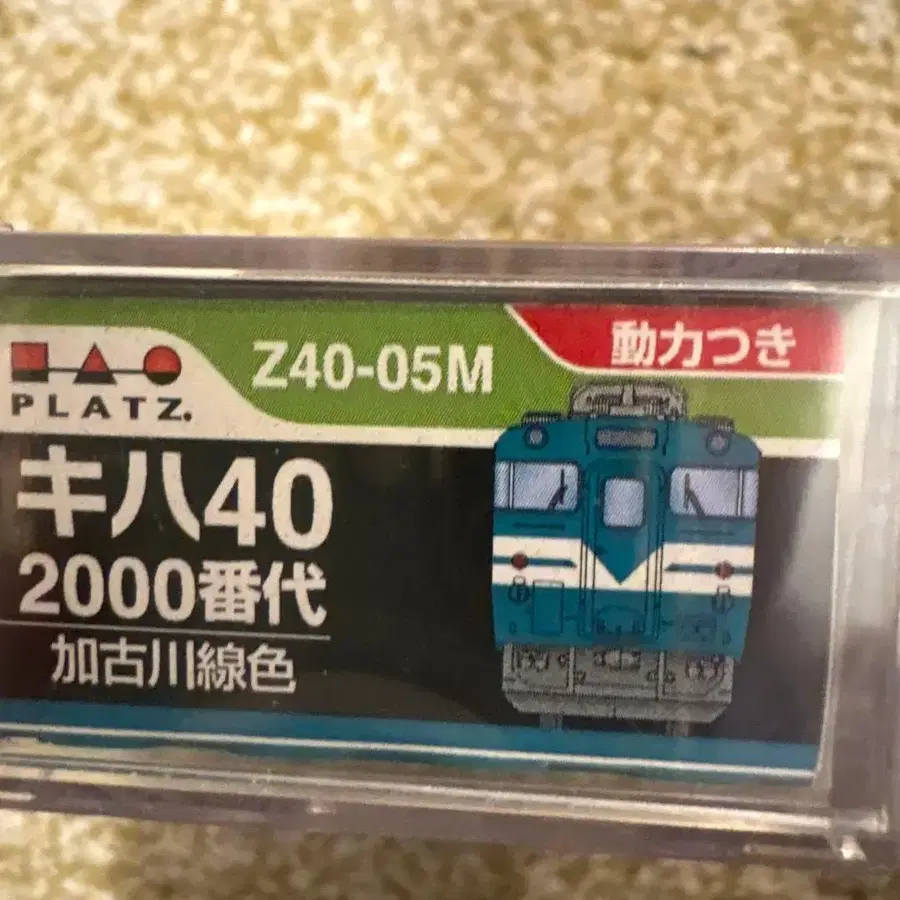 PLATZ.
Z40-05M
動力つき
キハ40
2000番代
加古川線色